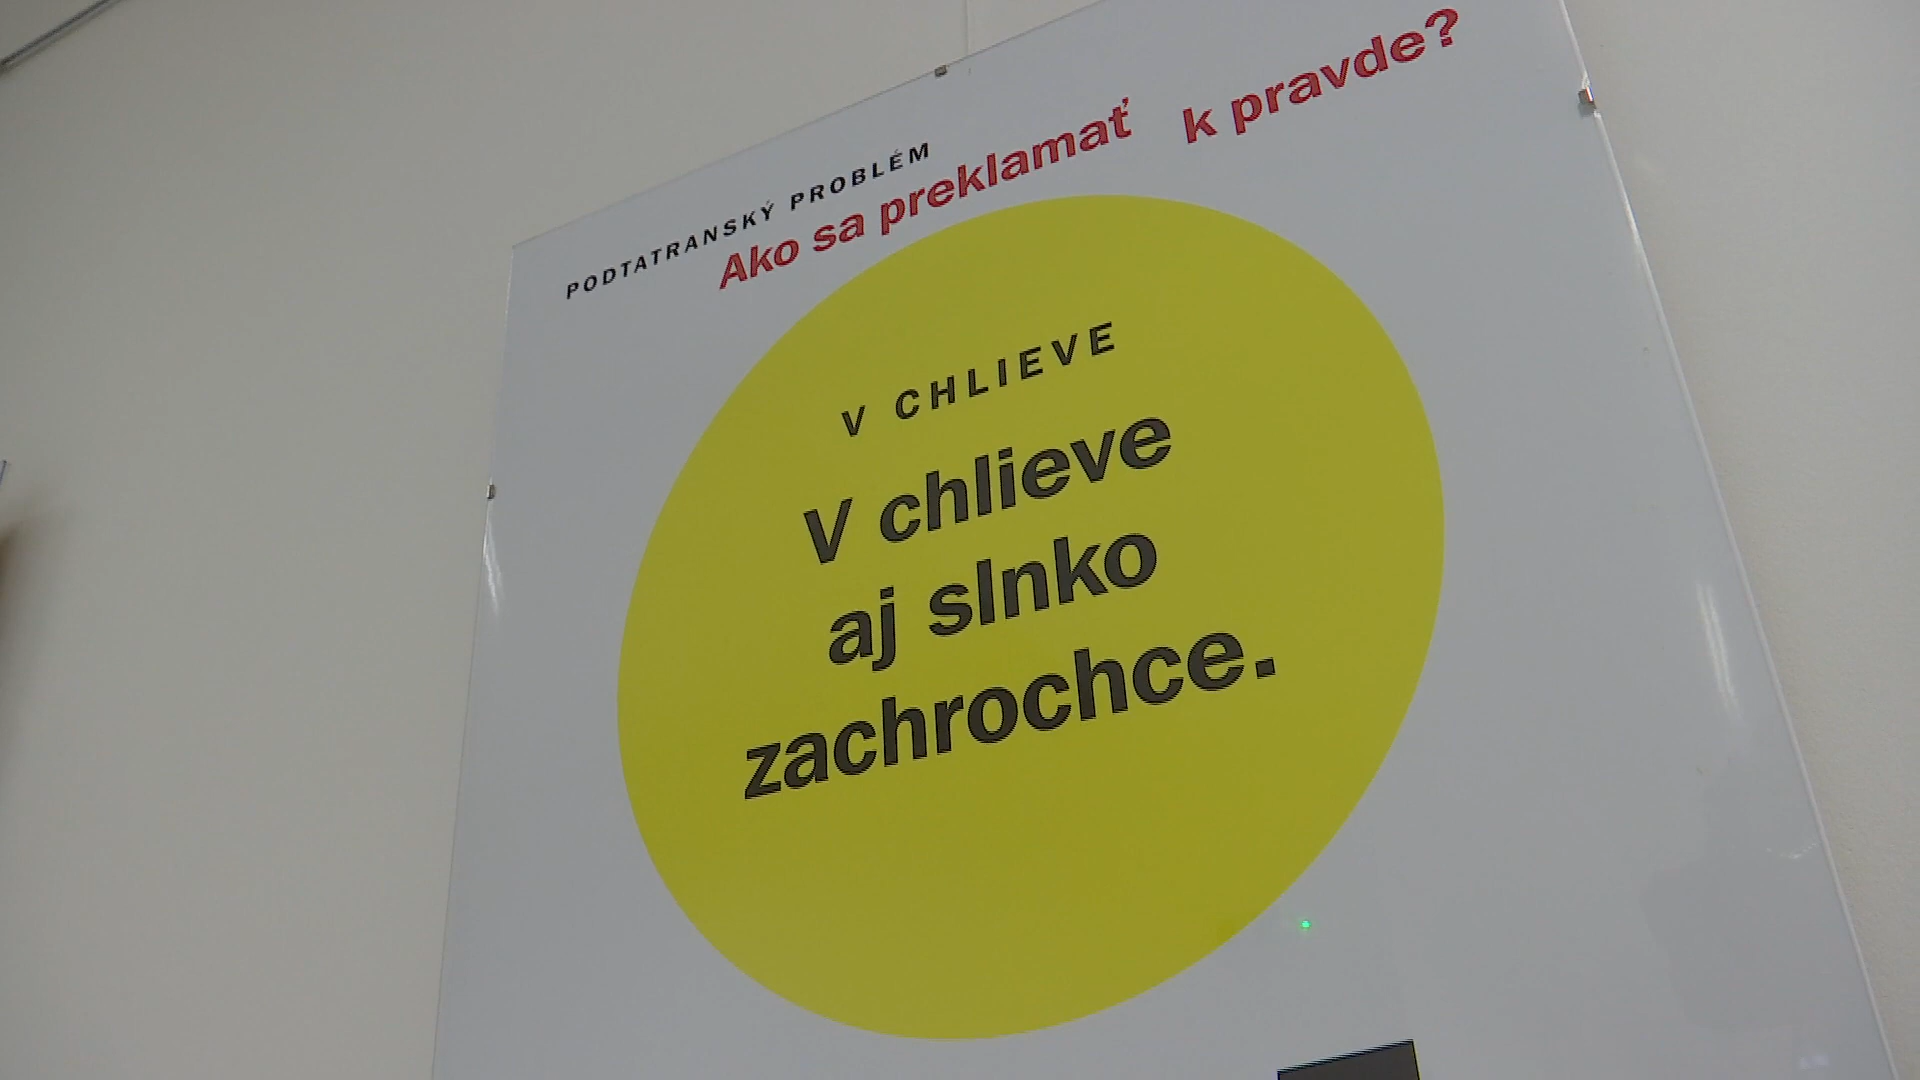 PODTATRANSKÝ PROBLÉM
Ako sa preklamať k pravde?
V CHLIEVE
V chlieve
aj slnko
zachrochce.